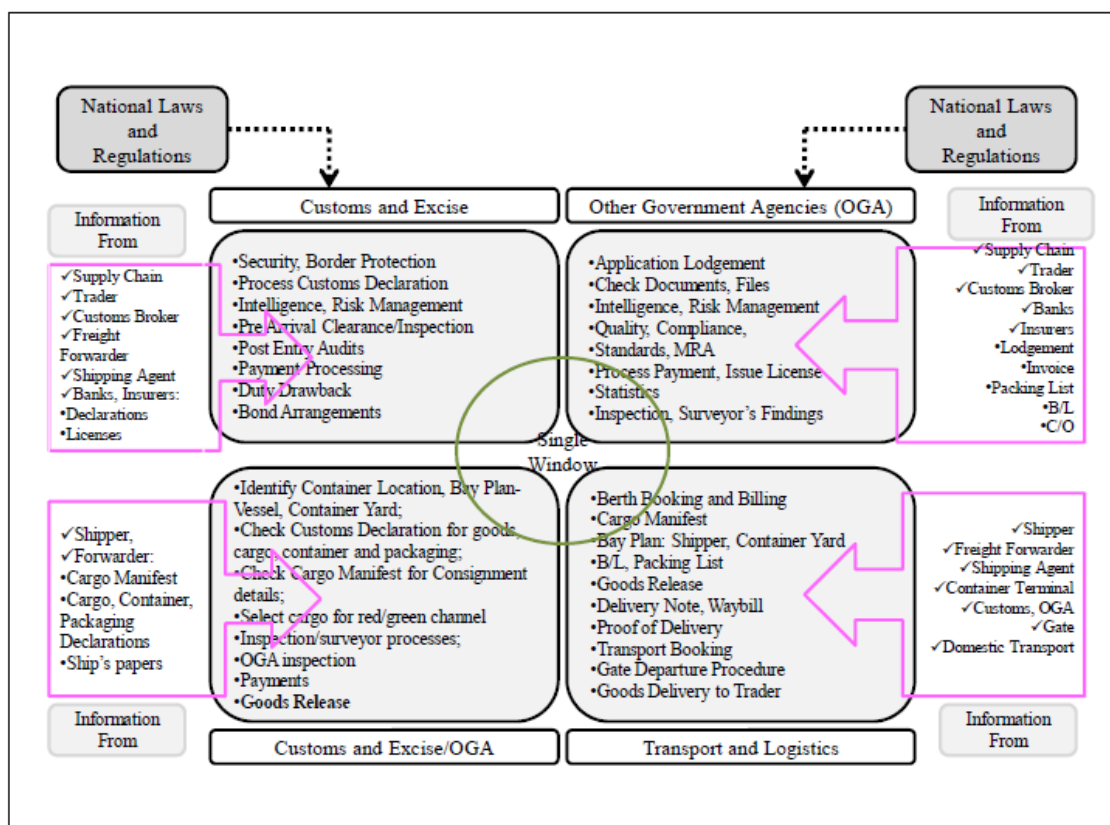 National Laws
and
Regulations
National Laws
and
Regulations
Customs and Excise
Other Government Agencies (OGA)
Information
From
Information
From
✓Supply Chain
✓Trader
✓Customs Broker
✓Freight
Forwarder
✓Shipping Agent
✓Banks, Insurers:
•Declarations
•Licenses
•Security, Border Protection
•Process Customs Declaration
•Intelligence, Risk Management
•Pre Arrival Clearance/Inspection
•Post Entry Audits
•Payment Processing
•Duty Drawback
•Bond Arrangements
•Application Lodgement
•Check Documents, Files
•Intelligence, Risk Management
•Quality, Compliance,
•Standards, MRA
•Process Payment, Issue License
•Statistics
•Inspection, Surveyor's Findings
✓Supply Chain
✓Trader
✓Customs Broker
✓Banks
✓Insurers
•Lodgement
•Invoice
•Packing List
•B/L
•C/O
Single
Window
✓Shipper,
✓Forwarder:
•Cargo Manifest
•Cargo, Container,
Packaging
Declarations
•Ship's papers
•Identify Container Location, Bay Plan-
Vessel, Container Yard;
•Check Customs Declaration for goods,
cargo, container and packaging;
•Check Cargo Manifest for Consignment
details;
•Select cargo for red/green channel
•Inspection/surveyor processes;
•OGA inspection
•Payments
•Goods Release
•Berth Booking and Billing
•Cargo Manifest
•Bay Plan: Shipper, Container Yard
•B/L, Packing List
•Goods Release
•Delivery Note, Waybill
•Proof of Delivery
•Transport Booking
•Gate Departure Procedure
•Goods Delivery to Trader
✓Shipper
✓Freight Forwarder
✓Shipping Agent
✓Container Terminal
✓Customs, OGA
✓Gate
✓Domestic Transport
Information
From
Information
From
Customs and Excise/OGA
Transport and Logistics